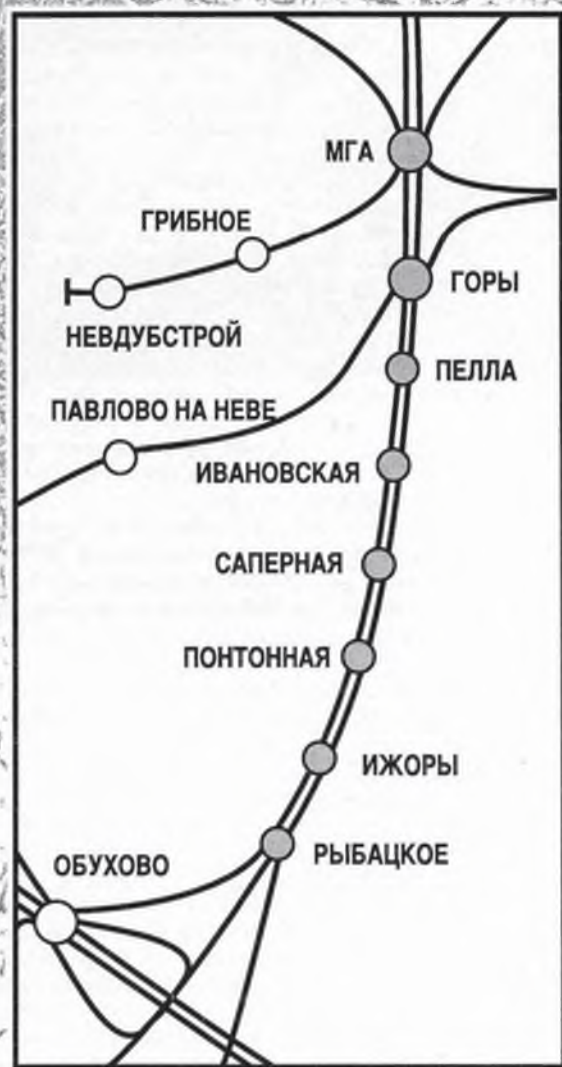 МГА
ГРИБНОЕ
ГОРЫ
НЕВДУБСТРОЙ
ПЕЛЛА
ПАВЛОВО НА НЕВЕ
ИВАНОВСКАЯ
САПЕРНАЯ
ПОНТОННАЯ
ИЖОРЫ
РЫБАЦКОЕ
ОБУХОВО